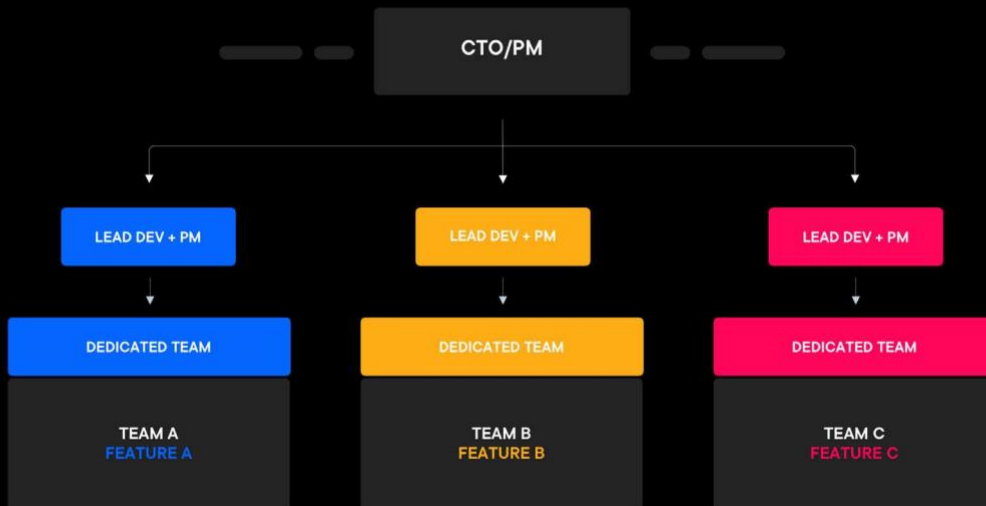 CTO/PM
LEAD DEV + PM
LEAD DEV + PM
LEAD DEV + PM
DEDICATED TEAM
DEDICATED TEAM
DEDICATED TEAM
TEAM A
FEATURE A
TEAM B
FEATURE B
TEAM C
FEATURE C